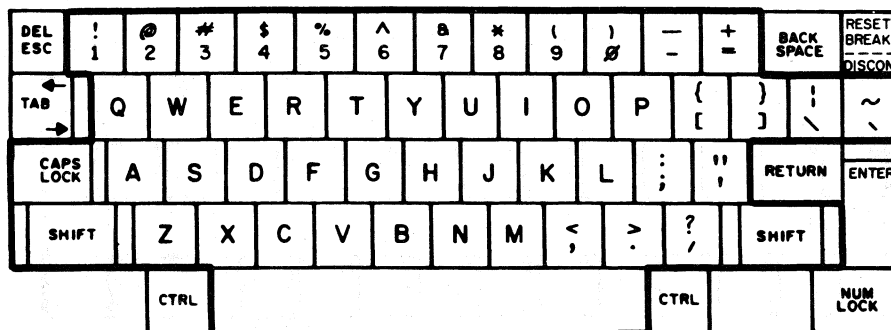 DEL ! @ # $ % ^ & * ( ) — + BACK SPACE RESET BREAK
ESC 1 2 3 4 5 6 7 8 9 Ø - = DISCON
TAB Q W E R T Y U I O P { [ } ] ¦ \ ~ `
CAPS LOCK A S D F G H J K L : ; " ' RETURN ENTER
SHIFT Z X C V B N M < , > . ? / SHIFT
CTRL CTRL NUM LOCK